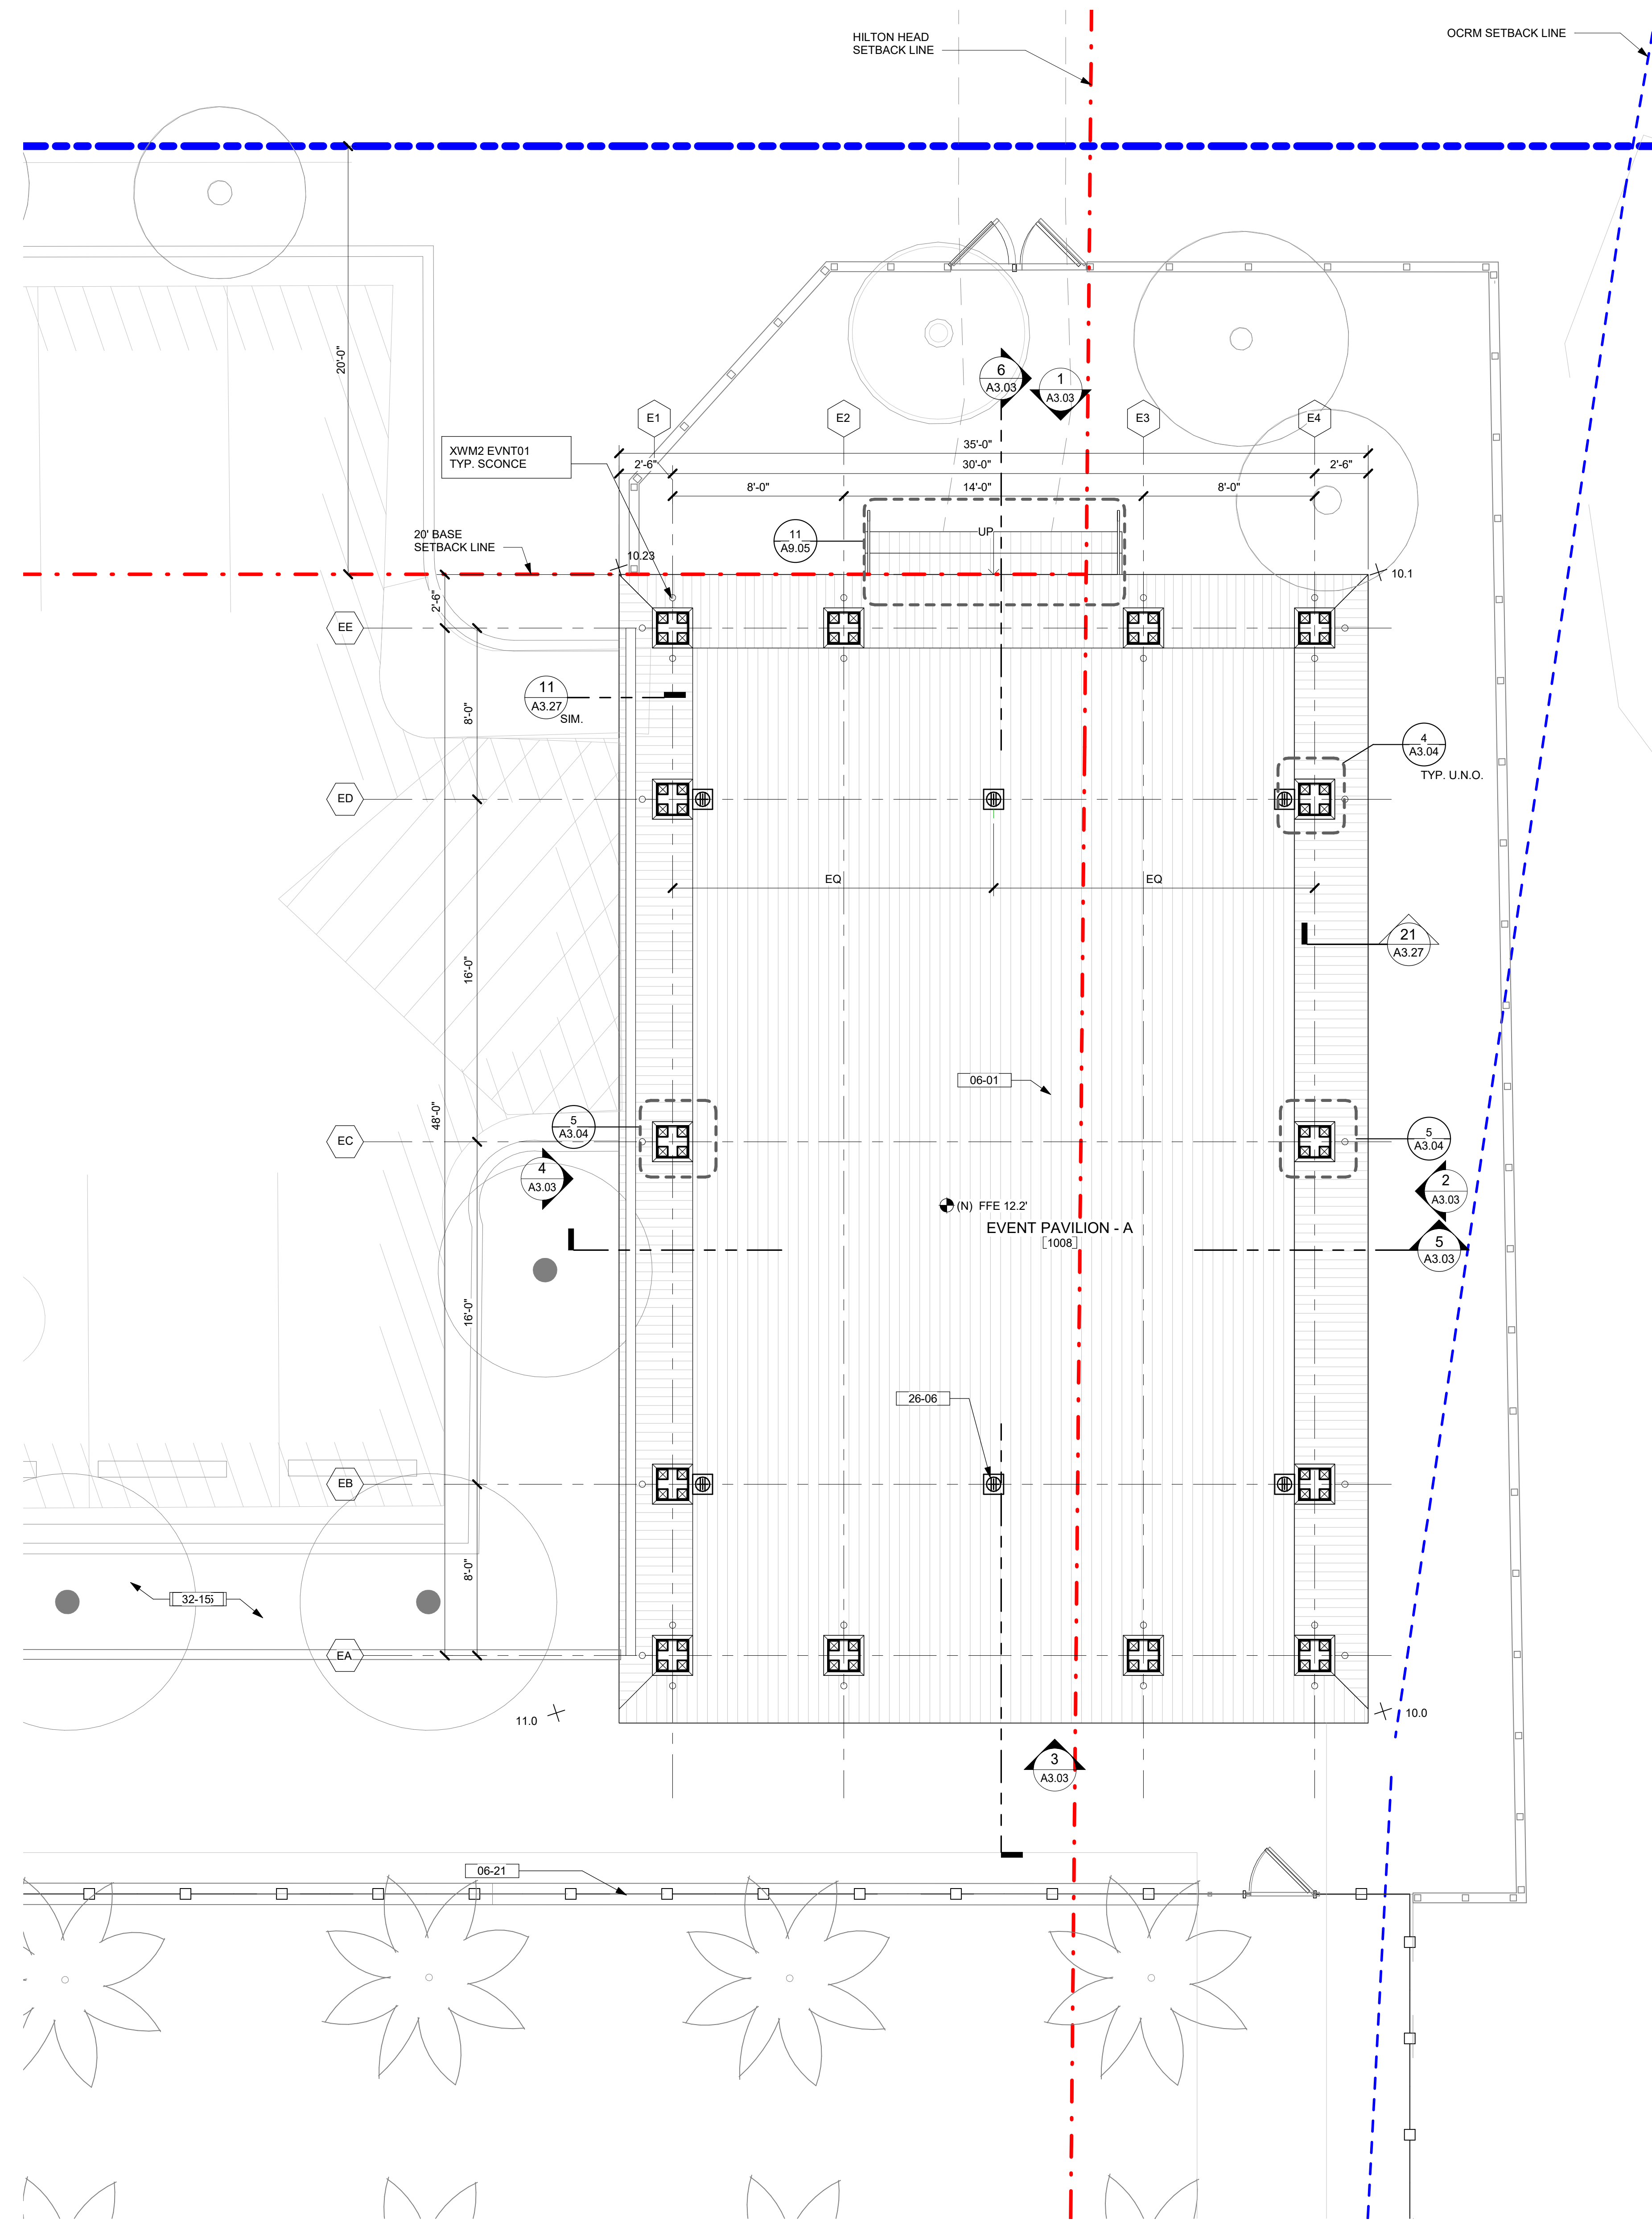 HILTON HEAD
SETBACK LINE
OCRM SETBACK LINE
20'-0"
6
A3.03
1
A3.03
E1
E2
E3
E4
35'-0"
XWM2 EVNT01
TYP. SCONCE
2'-6"
30'-0"
2'-6"
8'-0"
14'-0"
8'-0"
20' BASE
SETBACK LINE
11
A9.05
UP
10.23
10.1
2'-6"
EE
8'-0"
11
A3.27
SIM.
4
A3.04
TYP. U.N.O.
ED
EQ
EQ
21
A3.27
16'-0"
06-01
48'-0"
5
A3.04
EC
5
A3.04
4
A3.03
2
A3.03
(N) FFE 12.2'
EVENT PAVILION - A
1008
5
A3.03
16'-0"
26-06
EB
8'-0"
32-15
EA
11.0
10.0
3
A3.03
06-21